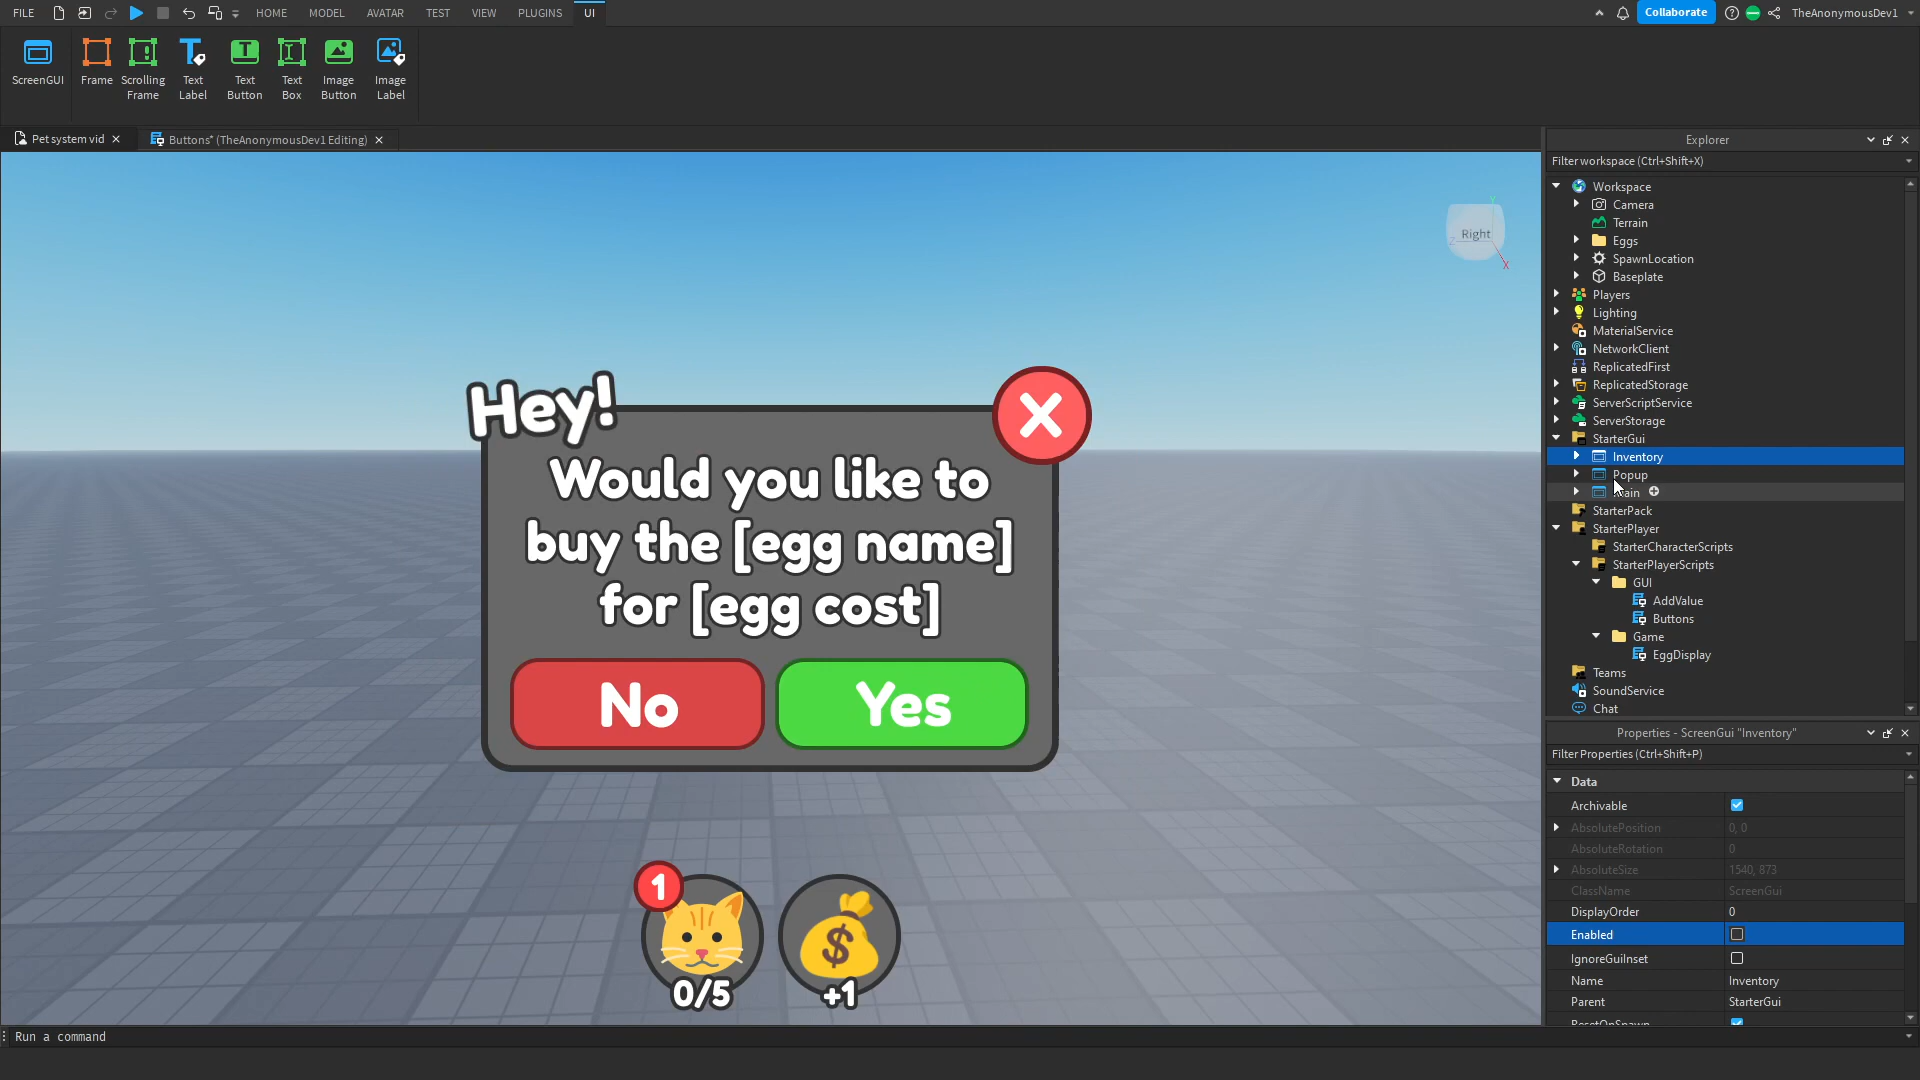 FILE HOME MODEL AVATAR TEST VIEW PLUGINS UI Collaborate TheAnonymousDev1
ScreenGUI Frame Scrolling Frame Text Label Text Button Text Box Image Button Image Label
Pet system vid Buttons* (TheAnonymousDev1 Editing)
Right
Y
Z
X
Hey!
Would you like to
buy the [egg name]
for [egg cost]
No Yes
1
0/5 +1
$
Run a command
Explorer
Filter workspace (Ctrl+Shift+X)
Workspace
Camera
Terrain
Eggs
SpawnLocation
Baseplate
Players
Lighting
MaterialService
NetworkClient
ReplicatedFirst
ReplicatedStorage
ServerScriptService
ServerStorage
StarterGui
Inventory
Popup
StarterPack
StarterPlayer
StarterCharacterScripts
StarterPlayerScripts
GUI
AddValue
Buttons
Game
EggDisplay
Teams
SoundService
Chat
Properties - ScreenGui "Inventory"
Filter Properties (Ctrl+Shift+P)
Data
Archivable
AbsolutePosition 0, 0
AbsoluteRotation 0
AbsoluteSize 1540, 873
ClassName ScreenGui
DisplayOrder 0
Enabled
IgnoreGuiInset
Name Inventory
Parent StarterGui
ResetOnSpawn